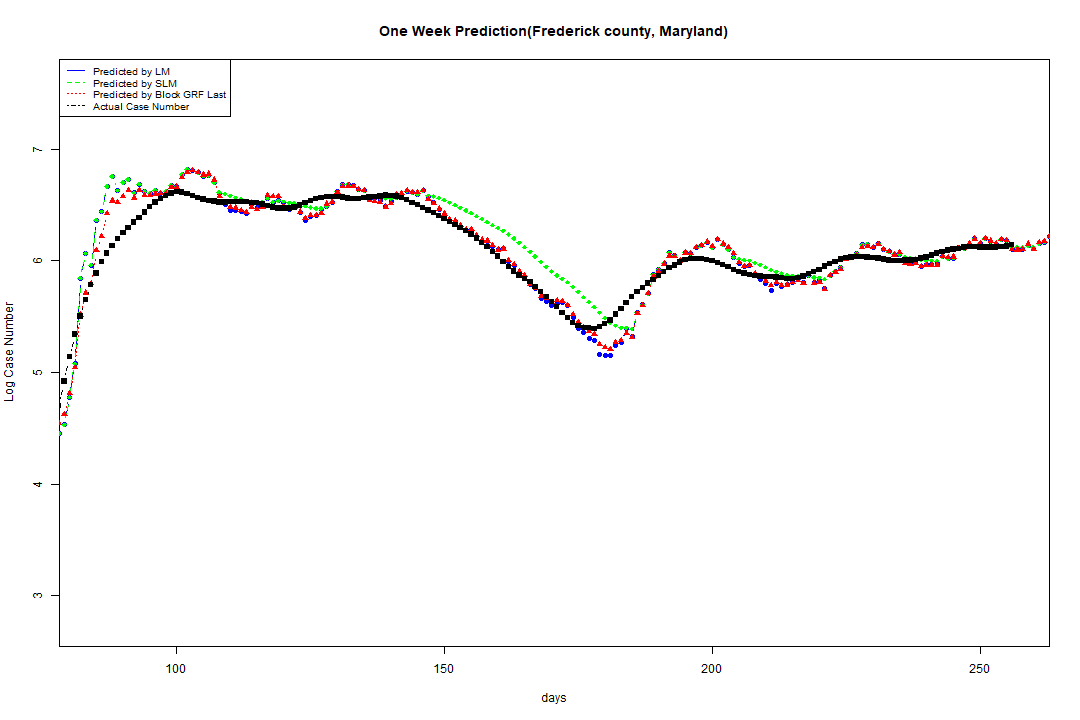 One Week Prediction(Frederick county, Maryland)
Predicted by LM
Predicted by SLM
Predicted by Block GRF Last
Actual Case Number
7
6
5
4
3
Log Case Number
100
150
200
250
days